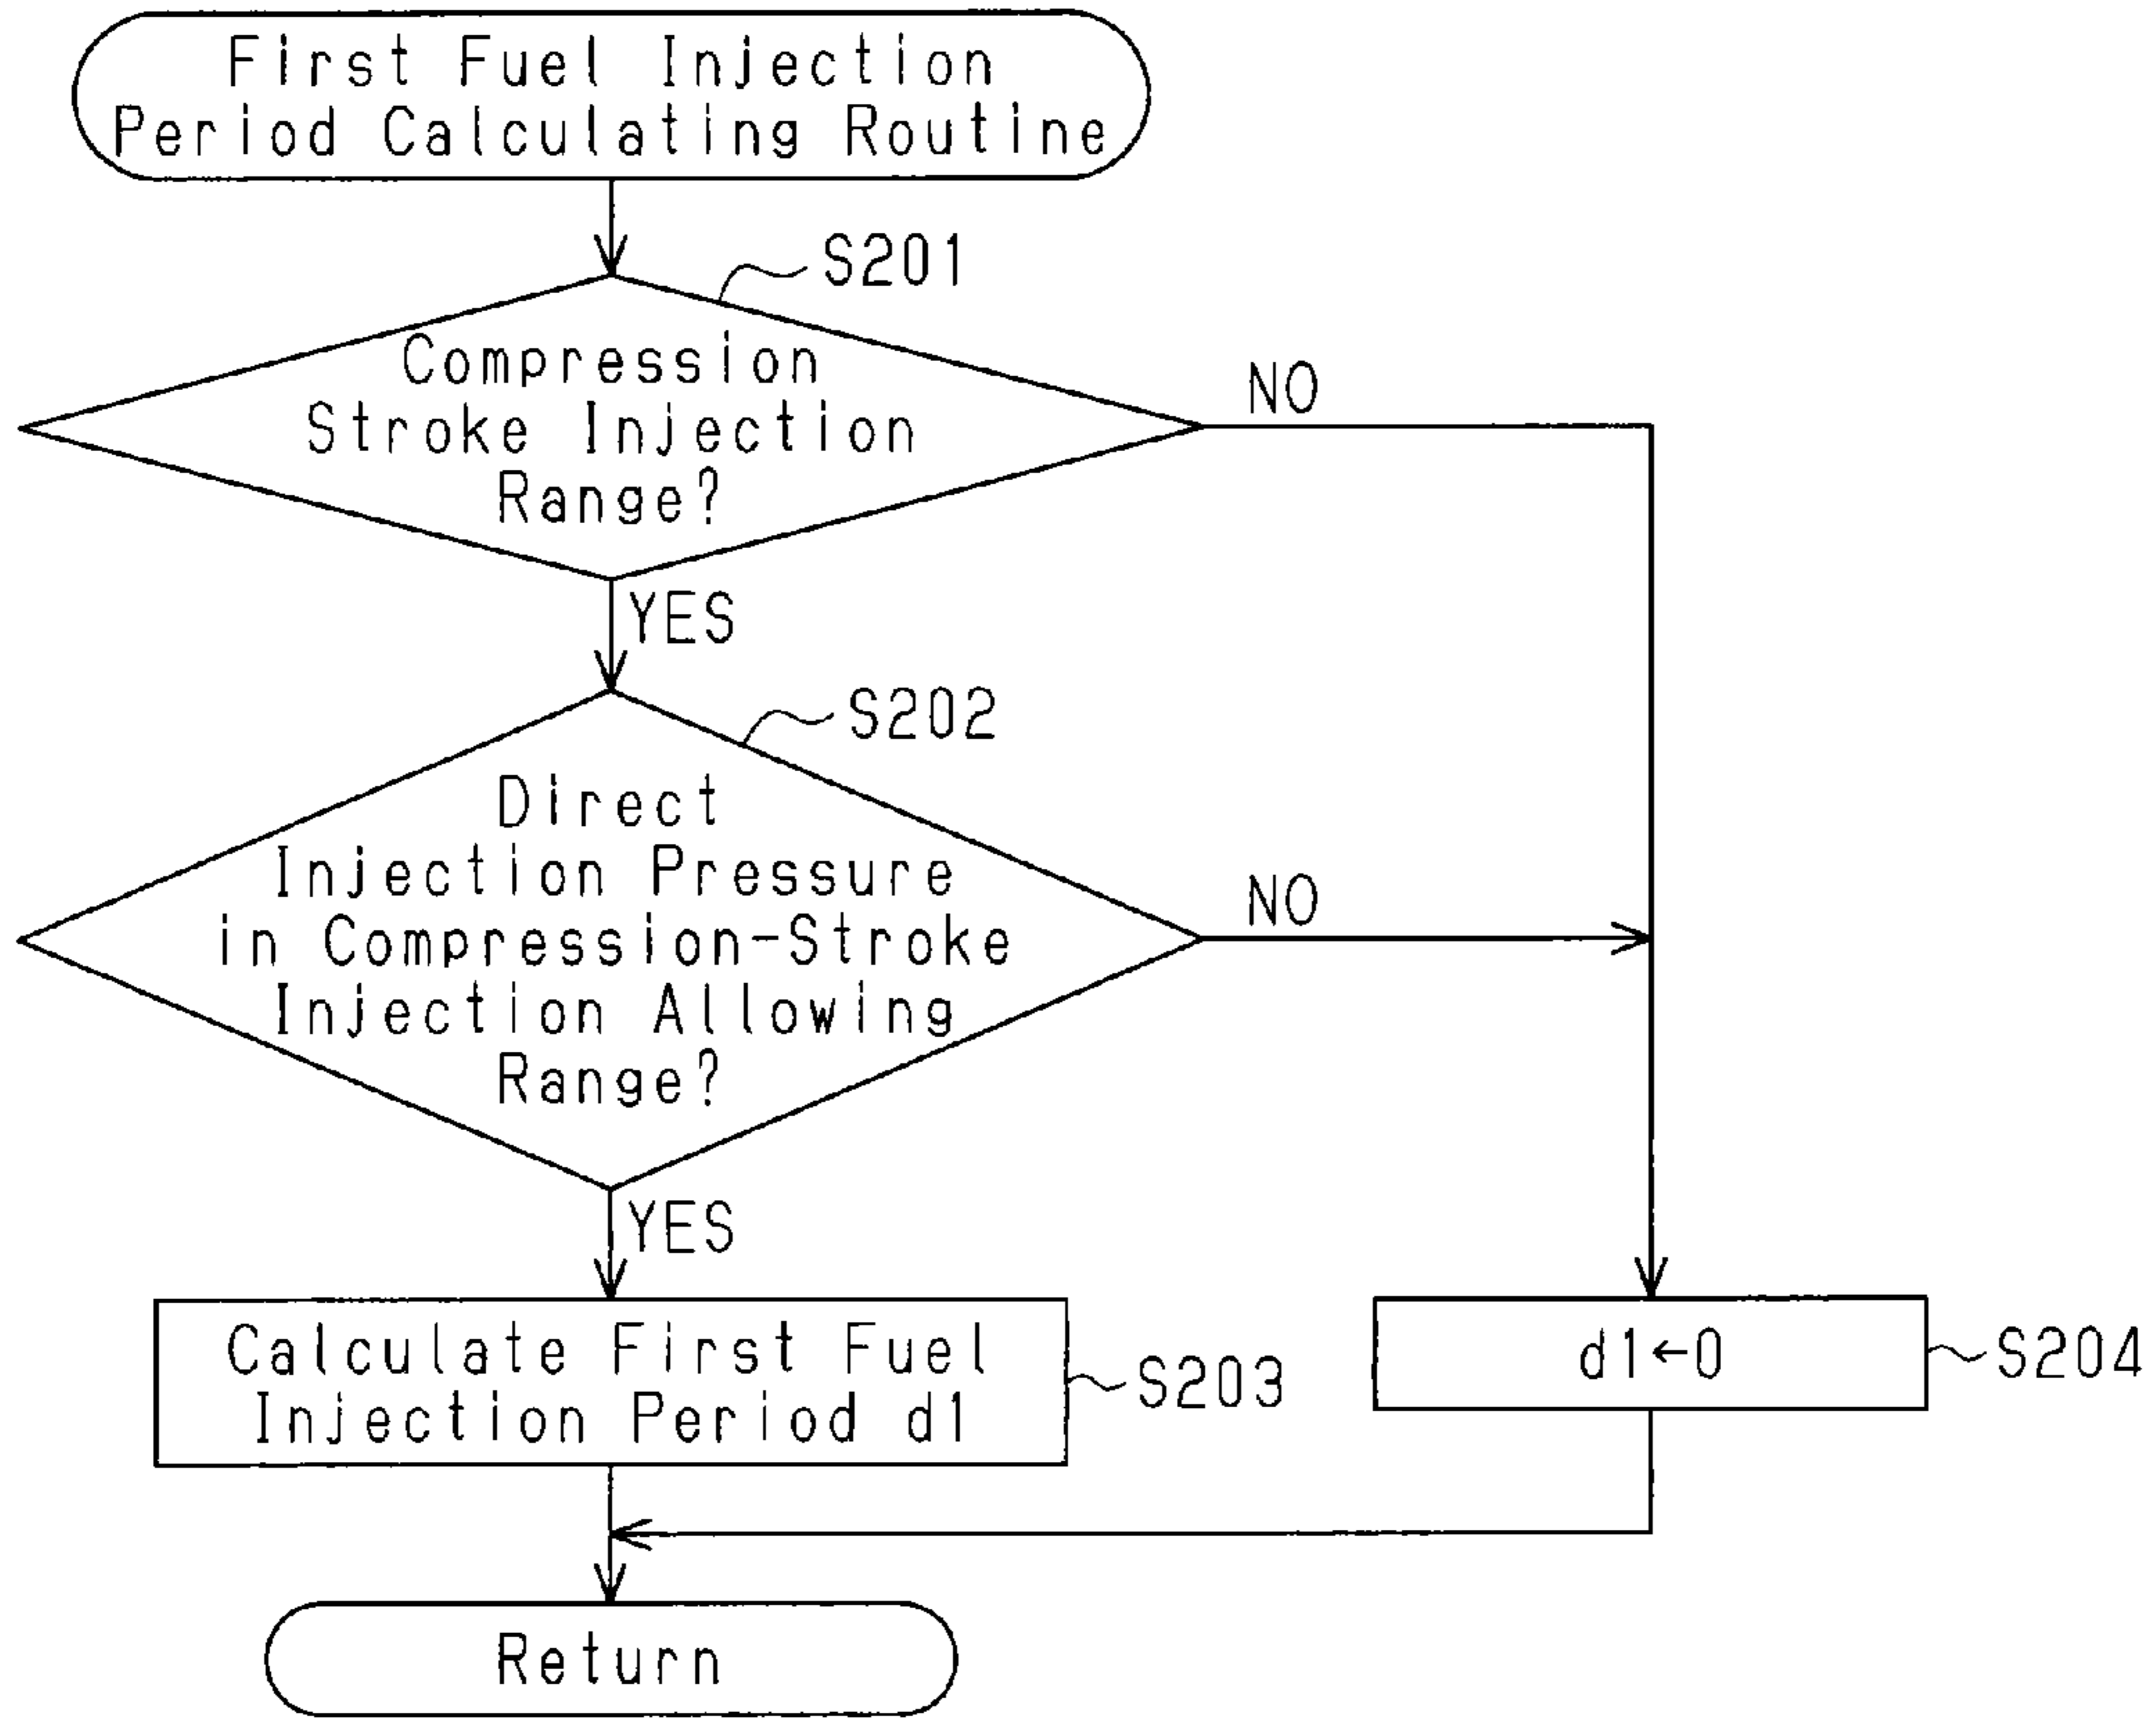 First Fuel Injection
Period Calculating Routine
S201
Compression
Stroke Injection
Range?
NO
YES
S202
Direct
Injection Pressure
in Compression-Stroke
Injection Allowing
Range?
NO
YES
Calculate First Fuel
Injection Period d1
S203
d1←0
S204
Return